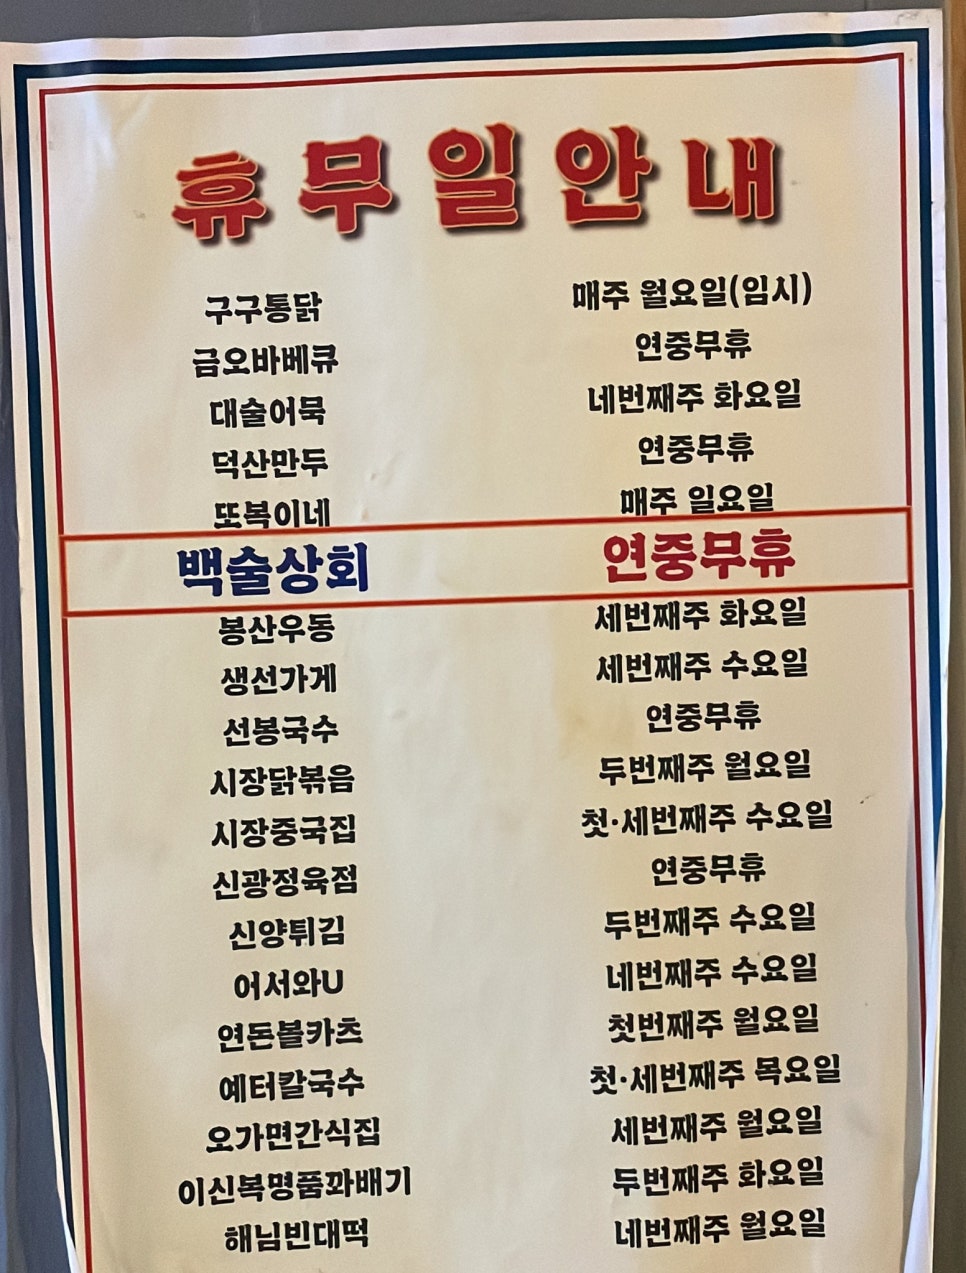 휴무일안내
구구통닭 매주 월요일(임시)
금오바베큐 연중무휴
대술어묵 네번째주 화요일
덕산만두 연중무휴
또복이네 매주 일요일
백술상회 연중무휴
봉산우동 세번째주 화요일
생선가게 세번째주 수요일
선봉국수 연중무휴
시장닭볶음 두번째주 월요일
시장중국집 첫·세번째주 수요일
신광정육점 연중무휴
신양튀김 두번째주 수요일
어서와U 네번째주 수요일
연돈볼카츠 첫번째주 월요일
예터칼국수 첫·세번째주 목요일
오가면간식집 세번째주 월요일
이신복명품꽈배기 두번째주 화요일
해님빈대떡 네번째주 월요일